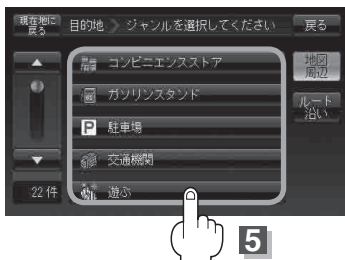 現在地に
戻る
目的地
ジャンルを選択してください
戻る
コンビニエンスストア
地図
周辺
ガソリンスタンド
ルート
沿い
P 駐車場
交通機関
22件
遊ぶ
5